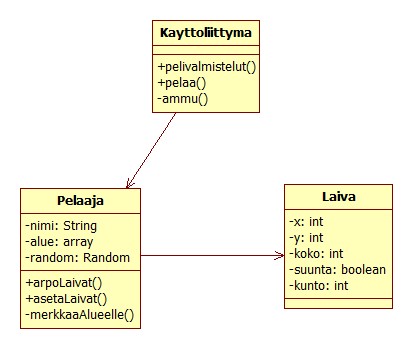 Kayttoliittyma
+pelivalmistelut()
+pelaa()
-ammu()
Pelaaja
-nimi: String
-alue: array
-random: Random
+arpoLaivat()
+asetaLaivat()
-merkkaaAlueelle()
Laiva
-x: int
-y: int
-koko: int
-suunta: boolean
-kunto: int